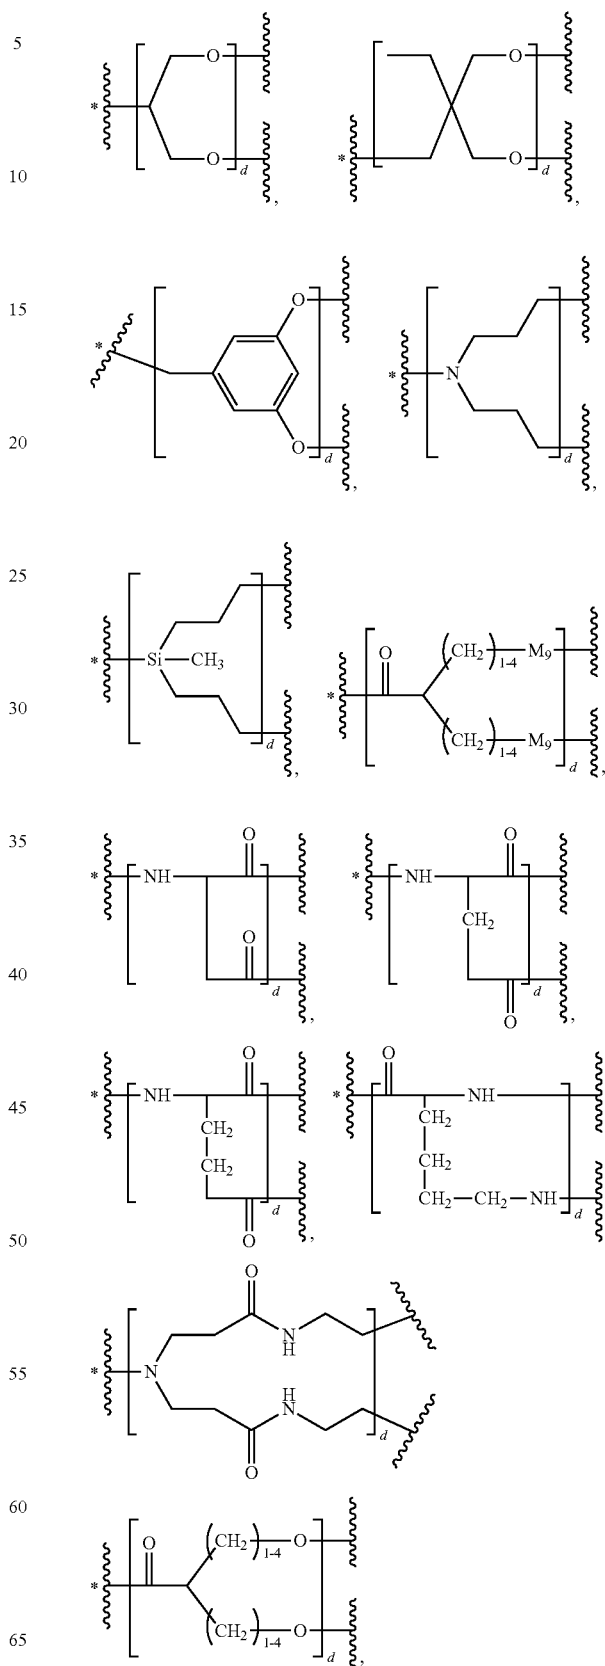 5
O
O
*
O
O
d
,
10
*
O
O
d
,
15
*
O
O
20
d
,
*
N
d
,
25
*
Si
CH3
d
,
30
O
(CH2)1-4
M9
*
(CH2)1-4
M9
d
,
35
O
*
NH
O
40
d
,
O
*
NH
CH2
O
d
,
45
O
*
NH
CH2
CH2
O
50
d
,
O
*
NH
CH2
CH2
CH2
CH2
NH
d
55
O
N
H
*
N
H
N
O
d
60
O
(CH2)1-4
O
*
(CH2)1-4
O
65
d
,